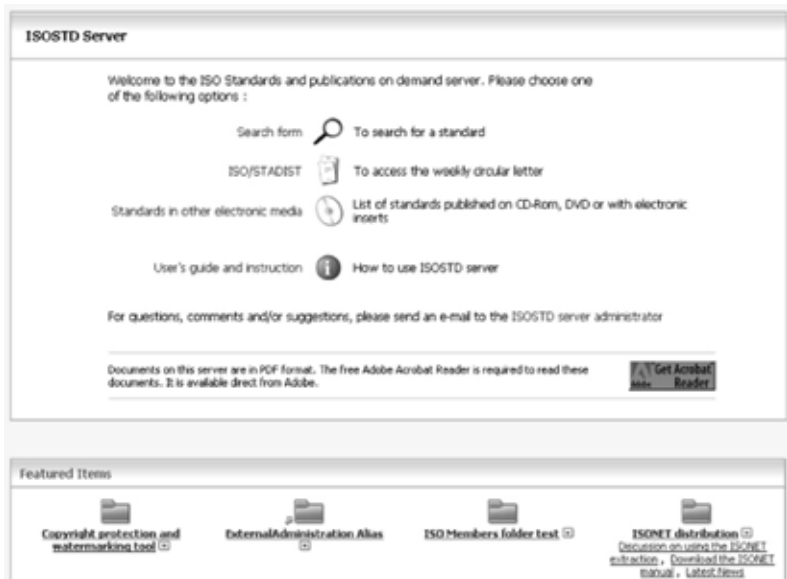 ISOSTD Server
Welcome to the ISO Standards and publications on demand server. Please choose one
of the following options :
Search form To search for a standard
ISO/STADIST To access the weekly circular letter
Standards in other electronic media List of standards published on CD-Rom, DVD or with electronic
inserts
User's guide and instruction How to use ISOSTD server
For questions, comments and/or suggestions, please send an e-mail to the ISOSTD server administrator
Documents on this server are in PDF format. The free Adobe Acrobat Reader is required to read these
documents. It is available direct from Adobe.
Get Acrobat
Adobe Reader
Featured Items
Copyright protection and
watermarking tool
ExternalAdministration Alias
ISO Members folder test
ISONET distribution
Discussion on using the ISONET
extraction , Download the ISONET
manual , Latest News